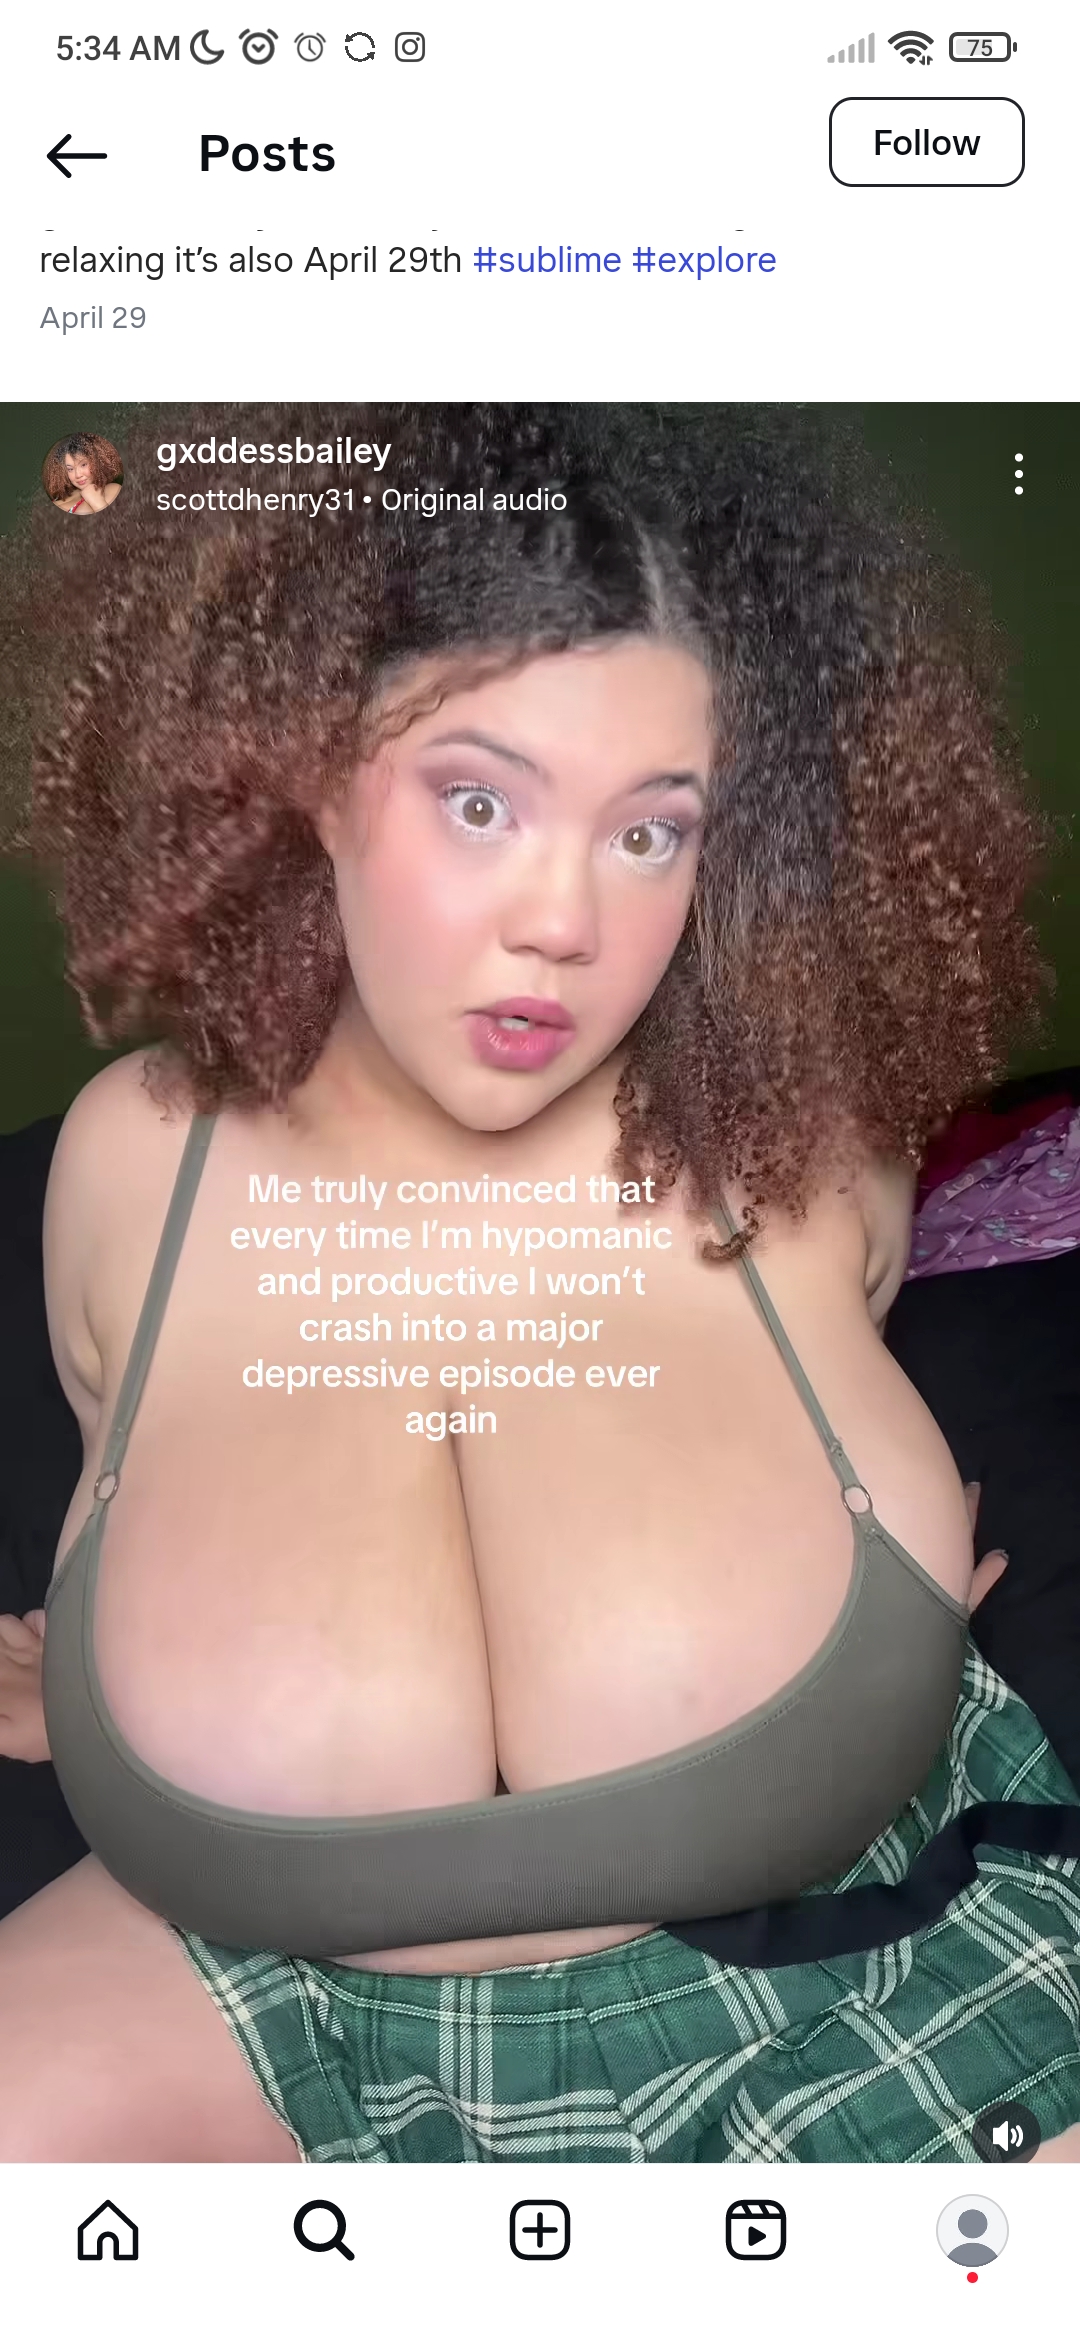 5:34 AM
75
Posts
Follow
relaxing it’s also April 29th #sublime #explore
April 29
gxddessbailey
scottdhenry31 • Original audio
Me truly convinced that
every time I’m hypomanic
and productive I won’t
crash into a major
depressive episode ever
again